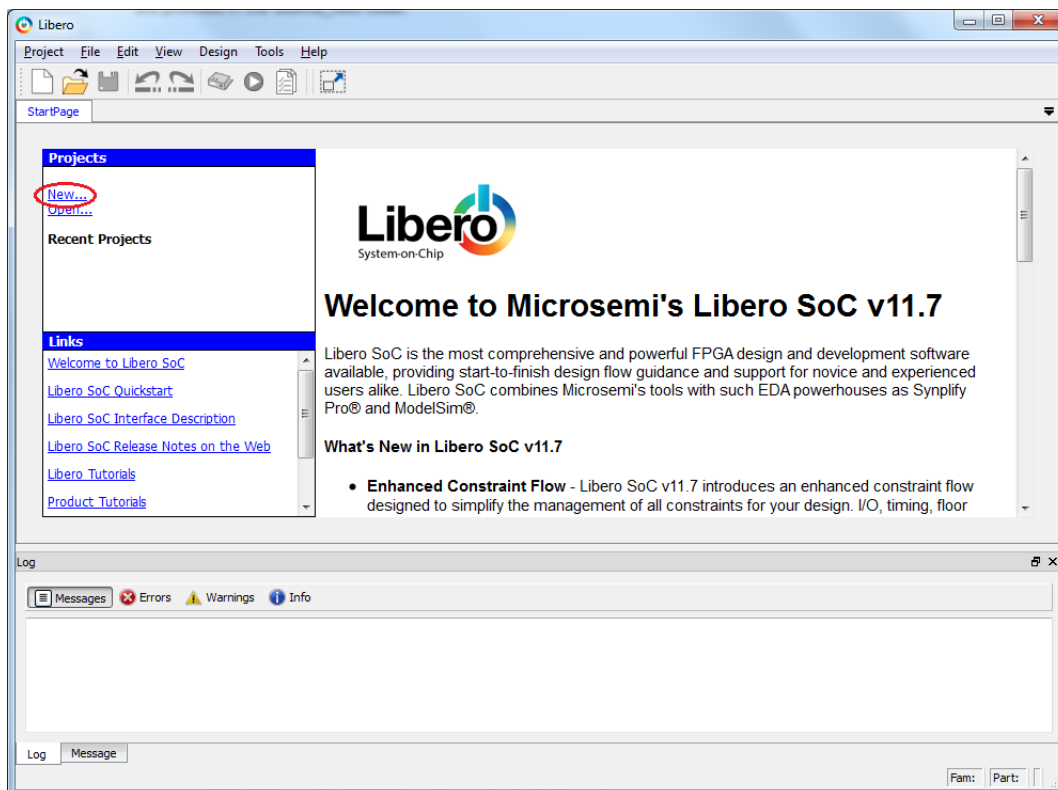 Libero
Project File Edit View Design Tools Help
StartPage
Projects
New...
Open...
Recent Projects
Links
Welcome to Libero SoC
Libero SoC Quickstart
Libero SoC Interface Description
Libero SoC Release Notes on the Web
Libero Tutorials
Product Tutorials
Libero
System-on-Chip
Welcome to Microsemi's Libero SoC v11.7
Libero SoC is the most comprehensive and powerful FPGA design and development software
available, providing start-to-finish design flow guidance and support for novice and experienced
users alike. Libero SoC combines Microsemi's tools with such EDA powerhouses as Synplify
Pro® and ModelSim®.
What's New in Libero SoC v11.7
• Enhanced Constraint Flow - Libero SoC v11.7 introduces an enhanced constraint flow
designed to simplify the management of all constraints for your design. I/O, timing, floor
Log
Messages Errors Warnings Info
Log Message
Fam: Part: